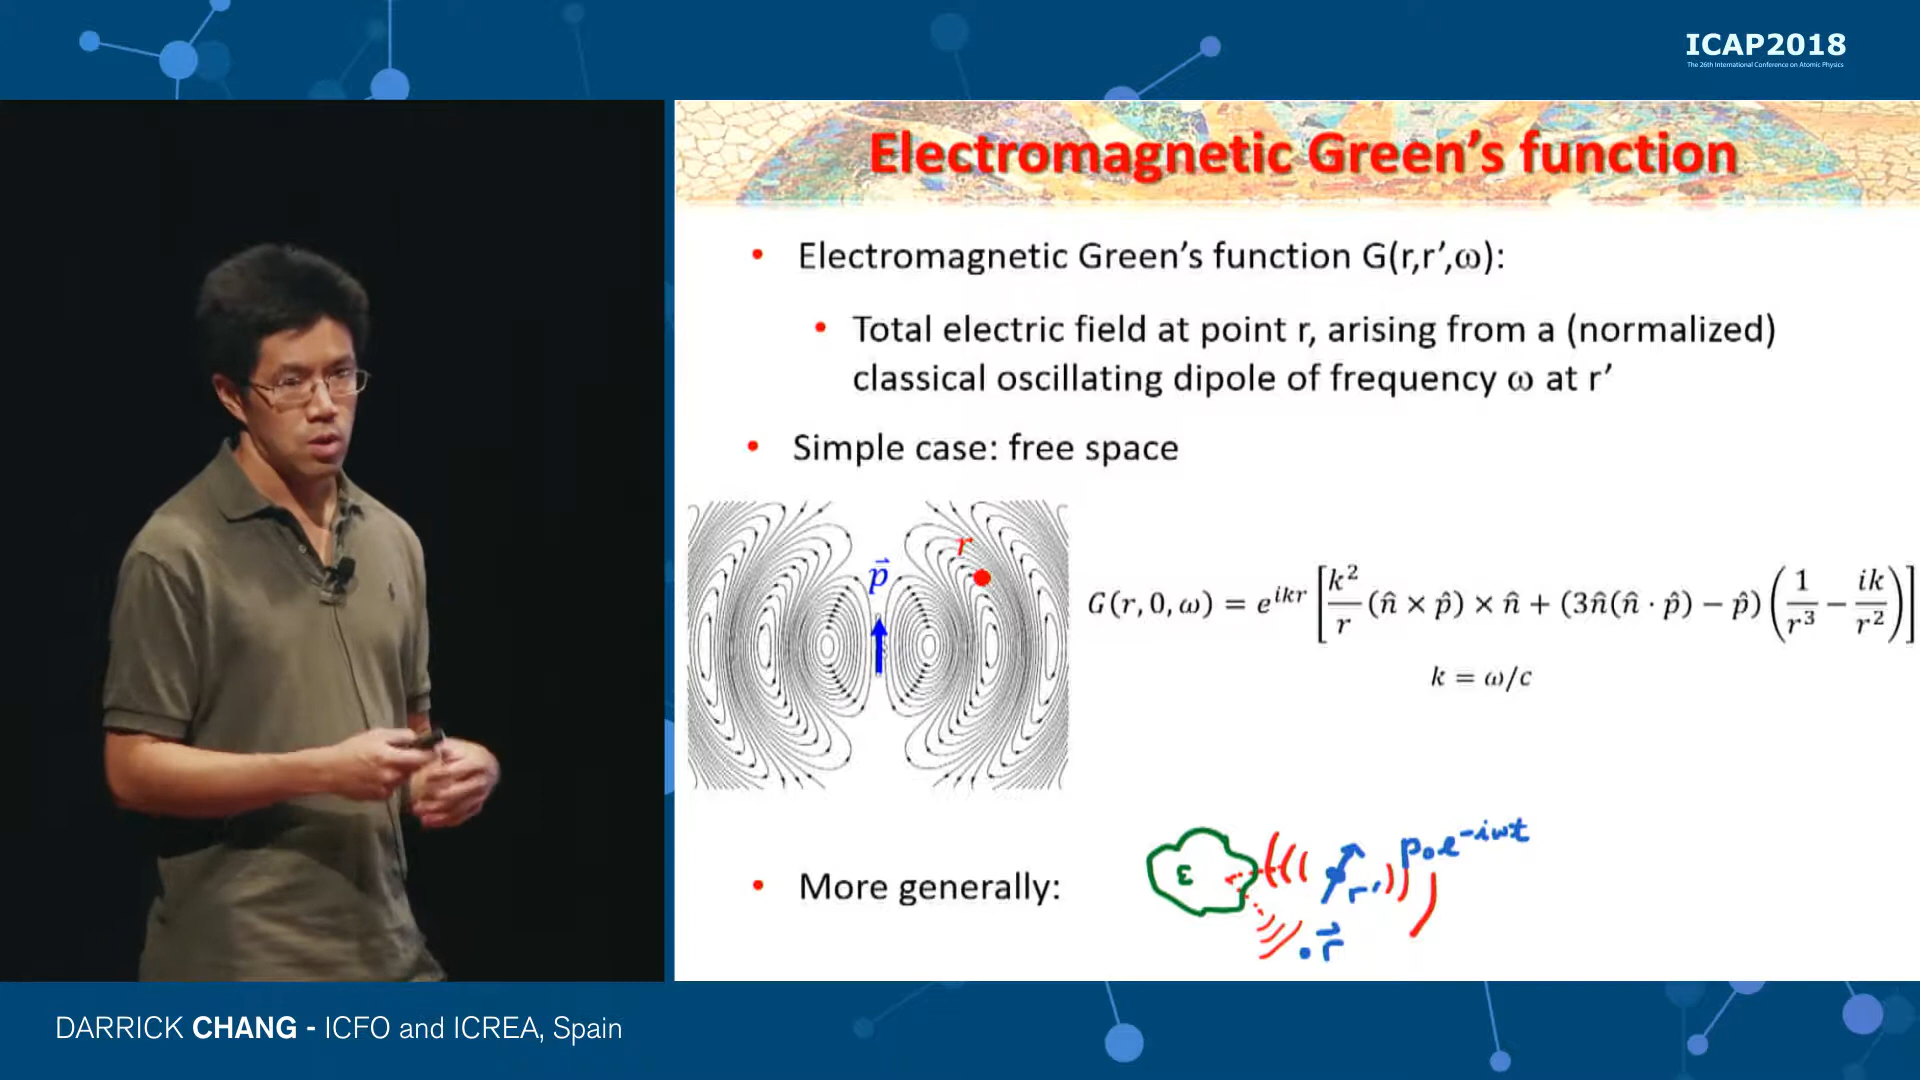 ICAP2018
The 26th International Conference on Atomic Physics
Electromagnetic Green's function
• Electromagnetic Green's function G(r,r',ω):
• Total electric field at point r, arising from a (normalized)
classical oscillating dipole of frequency ω at r'
• Simple case: free space
r
p⃗
G(r, 0, ω) = e^{ikr} [k²/r (n̂ × p̂) × n̂ + (3n̂(n̂ · p̂) − p̂) (1/r³ − ik/r²)]
k = ω/c
• More generally:
ε
r'
p₀e^{-iωt}
r⃗
DARRICK CHANG - ICFO and ICREA, Spain